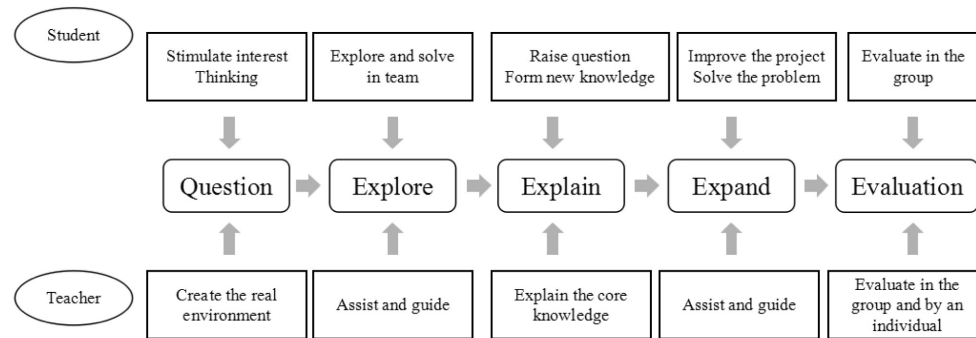 Student
Stimulate interest
Thinking
Explore and solve
in team
Raise question
Form new knowledge
Improve the project
Solve the problem
Evaluate in the
group
Question
Explore
Explain
Expand
Evaluation
Teacher
Create the real
environment
Assist and guide
Explain the core
knowledge
Assist and guide
Evaluate in the
group and by an
individual